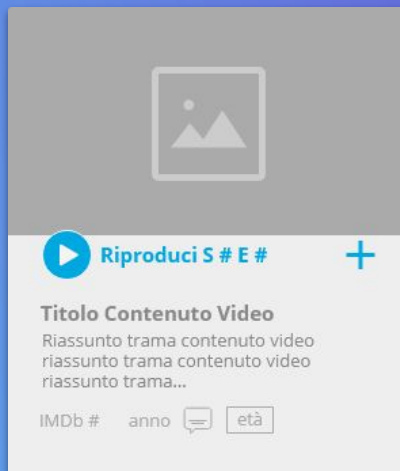 Riproduci S # E #
Titolo Contenuto Video
Riassunto trama contenuto video
riassunto trama contenuto video
riassunto trama...
IMDb # anno età